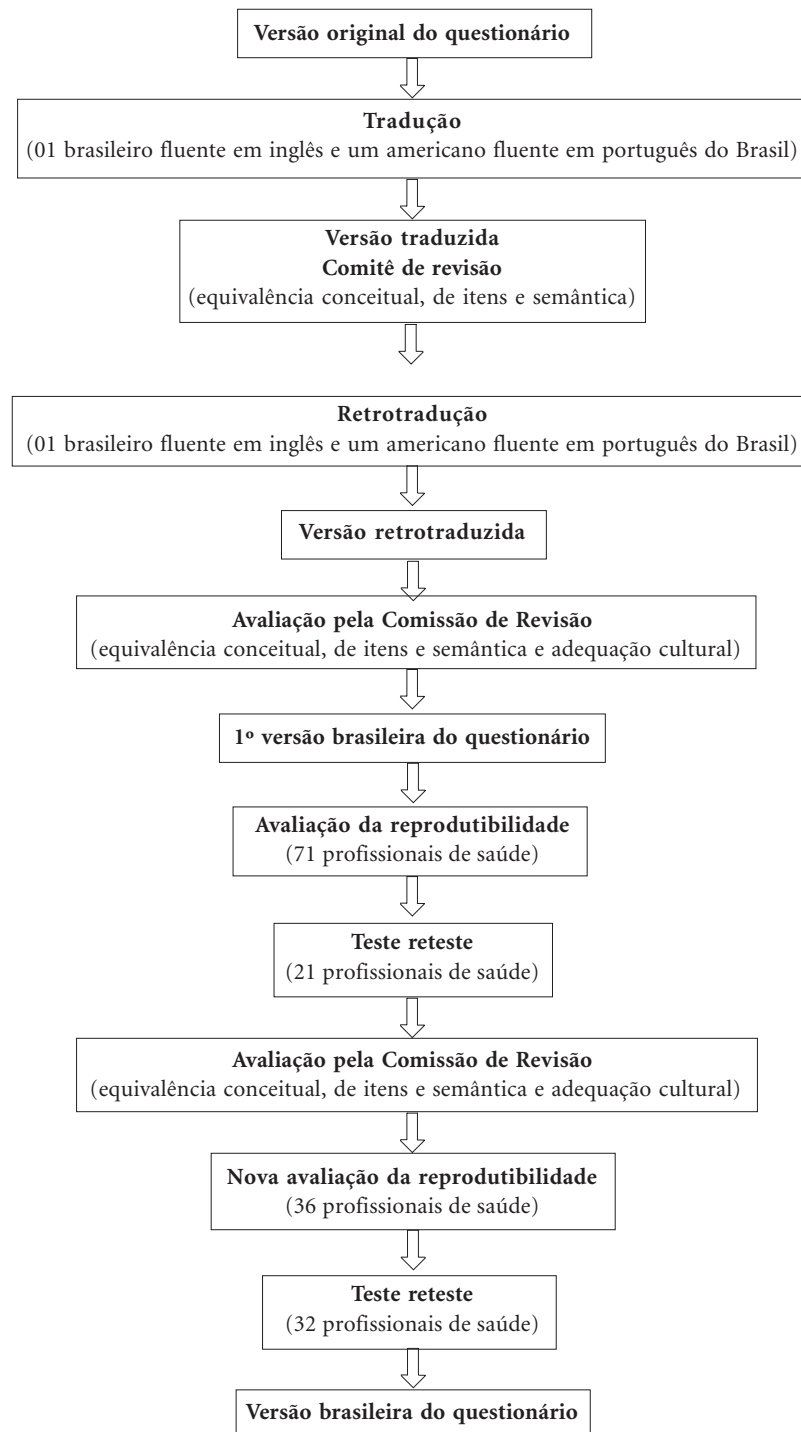 Versão original do questionário
Tradução
(01 brasileiro fluente em inglês e um americano fluente em português do Brasil)
Versão traduzida
Comitê de revisão
(equivalência conceitual, de itens e semântica)
Retrotradução
(01 brasileiro fluente em inglês e um americano fluente em português do Brasil)
Versão retrotraduzida
Avaliação pela Comissão de Revisão
(equivalência conceitual, de itens e semântica e adequação cultural)
1º versão brasileira do questionário
Avaliação da reprodutibilidade
(71 profissionais de saúde)
Teste reteste
(21 profissionais de saúde)
Avaliação pela Comissão de Revisão
(equivalência conceitual, de itens e semântica e adequação cultural)
Nova avaliação da reprodutibilidade
(36 profissionais de saúde)
Teste reteste
(32 profissionais de saúde)
Versão brasileira do questionário